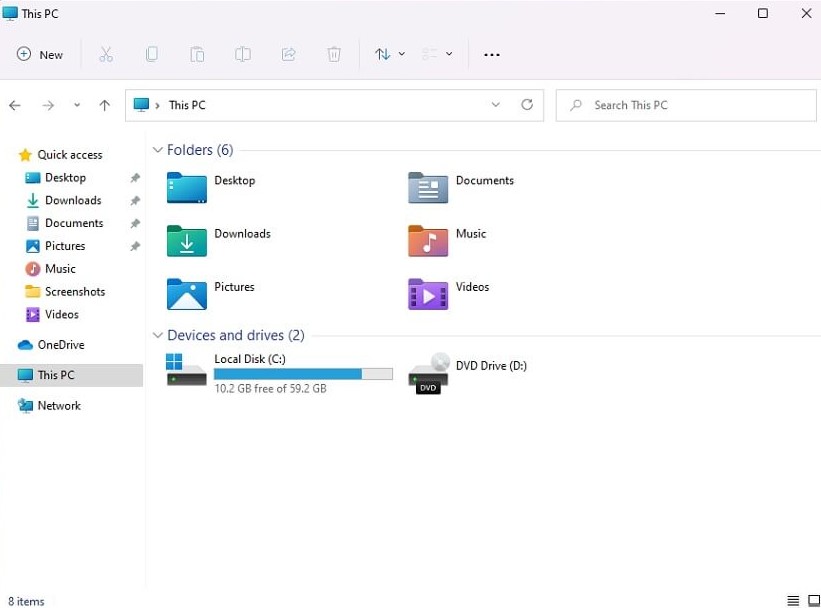 This PC
New
This PC
Search This PC
Quick access
Desktop
Downloads
Documents
Pictures
Music
Screenshots
Videos
OneDrive
This PC
Network
Folders (6)
Desktop
Documents
Downloads
Music
Pictures
Videos
Devices and drives (2)
Local Disk (C:)
10.2 GB free of 59.2 GB
DVD Drive (D:)
DVD
8 items